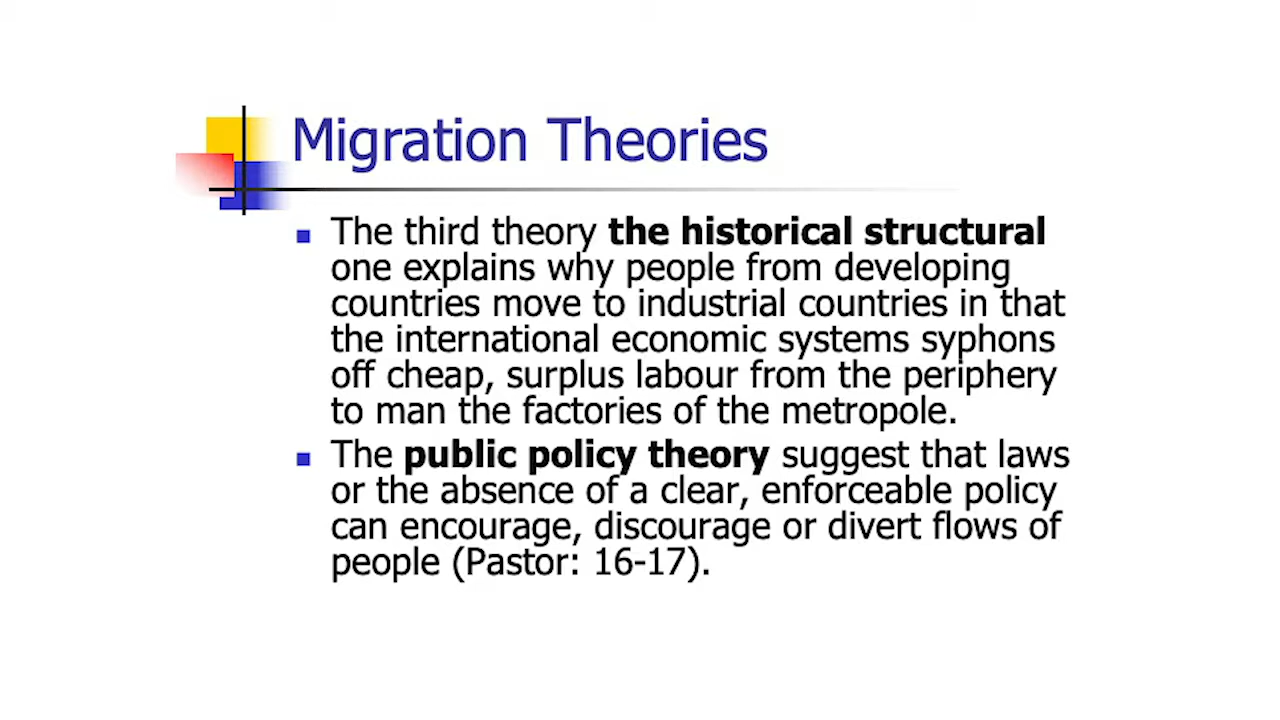 Migration Theories
The third theory the historical structural
one explains why people from developing
countries move to industrial countries in that
the international economic systems syphons
off cheap, surplus labour from the periphery
to man the factories of the metropole.
The public policy theory suggest that laws
or the absence of a clear, enforceable policy
can encourage, discourage or divert flows of
people (Pastor: 16-17).